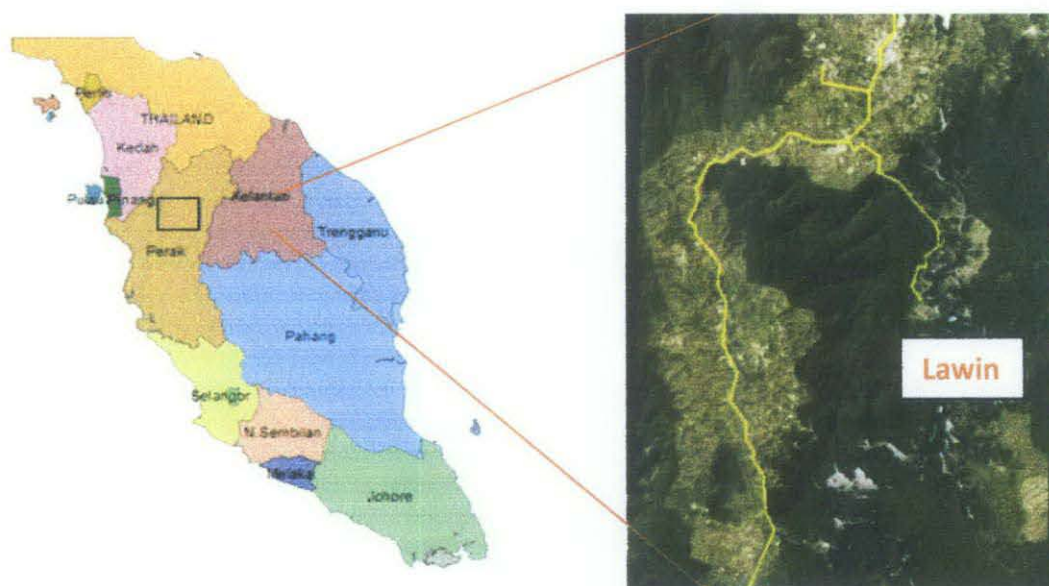 Perlis
THAILAND
Kedah
Pulau Pinang
Kelantan
Trengganu
Perak
Pahang
Selangor
N.Sembilan
Melaka
Johore
Lawin